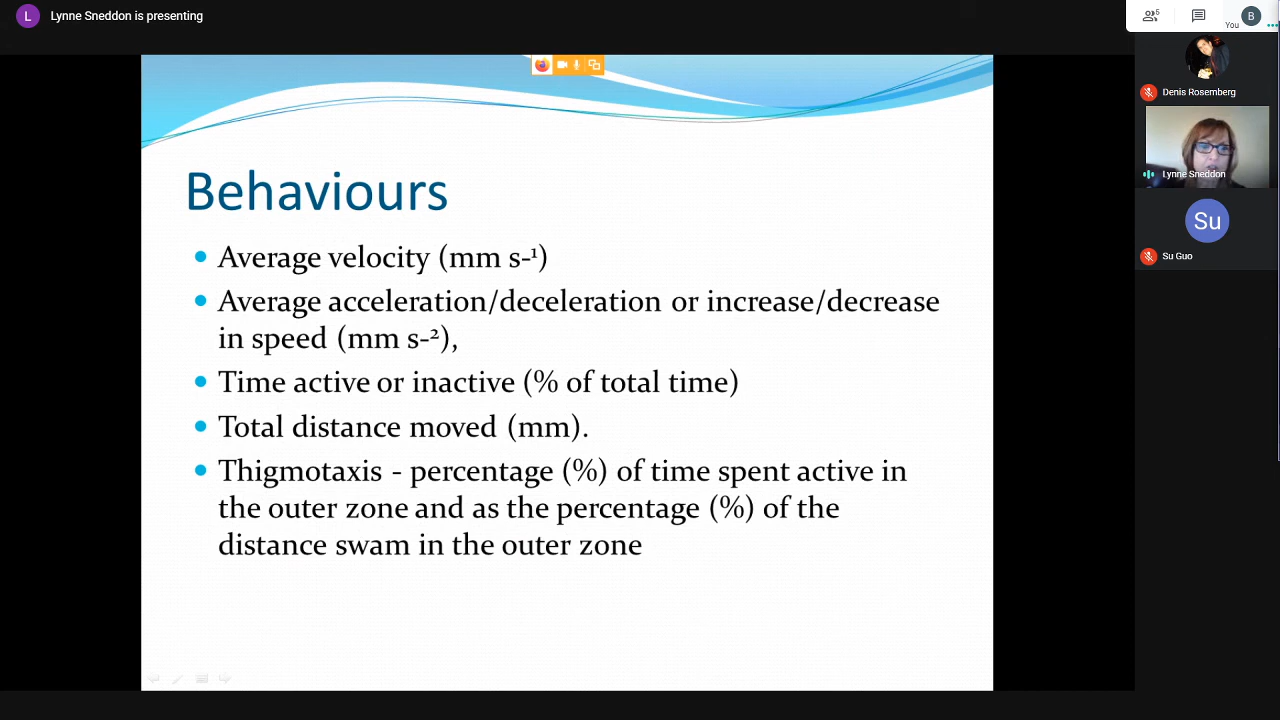 L Lynne Sneddon is presenting
5
You
B
Denis Rosemberg
Lynne Sneddon
Su
Su Guo
Behaviours
Average velocity (mm s-¹)
Average acceleration/deceleration or increase/decrease
in speed (mm s-²),
Time active or inactive (% of total time)
Total distance moved (mm).
Thigmotaxis - percentage (%) of time spent active in
the outer zone and as the percentage (%) of the
distance swam in the outer zone